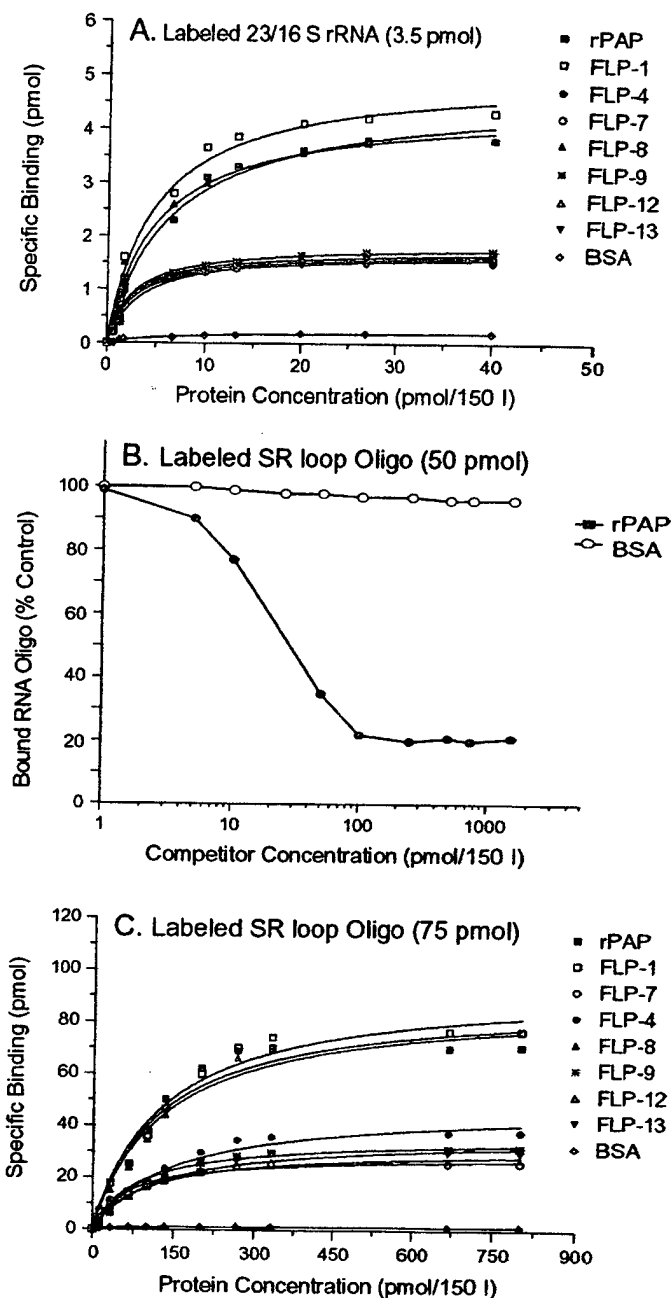 A. Labeled 23/16 S rRNA (3.5 pmol)
Specific Binding (pmol)
6
5
4
3
2
1
0
0
10
20
30
40
50
Protein Concentration (pmol/150 l)
rPAP
FLP-1
FLP-4
FLP-7
FLP-8
FLP-9
FLP-12
FLP-13
BSA
B. Labeled SR loop Oligo (50 pmol)
Bound RNA Oligo (% Control)
100
80
60
40
20
0
1
10
100
1000
Competitor Concentration (pmol/150 l)
rPAP
BSA
C. Labeled SR loop Oligo (75 pmol)
Specific Binding (pmol)
120
100
80
60
40
20
0
0
150
300
450
600
750
900
Protein Concentration (pmol/150 l)
rPAP
FLP-1
FLP-7
FLP-4
FLP-8
FLP-9
FLP-12
FLP-13
BSA